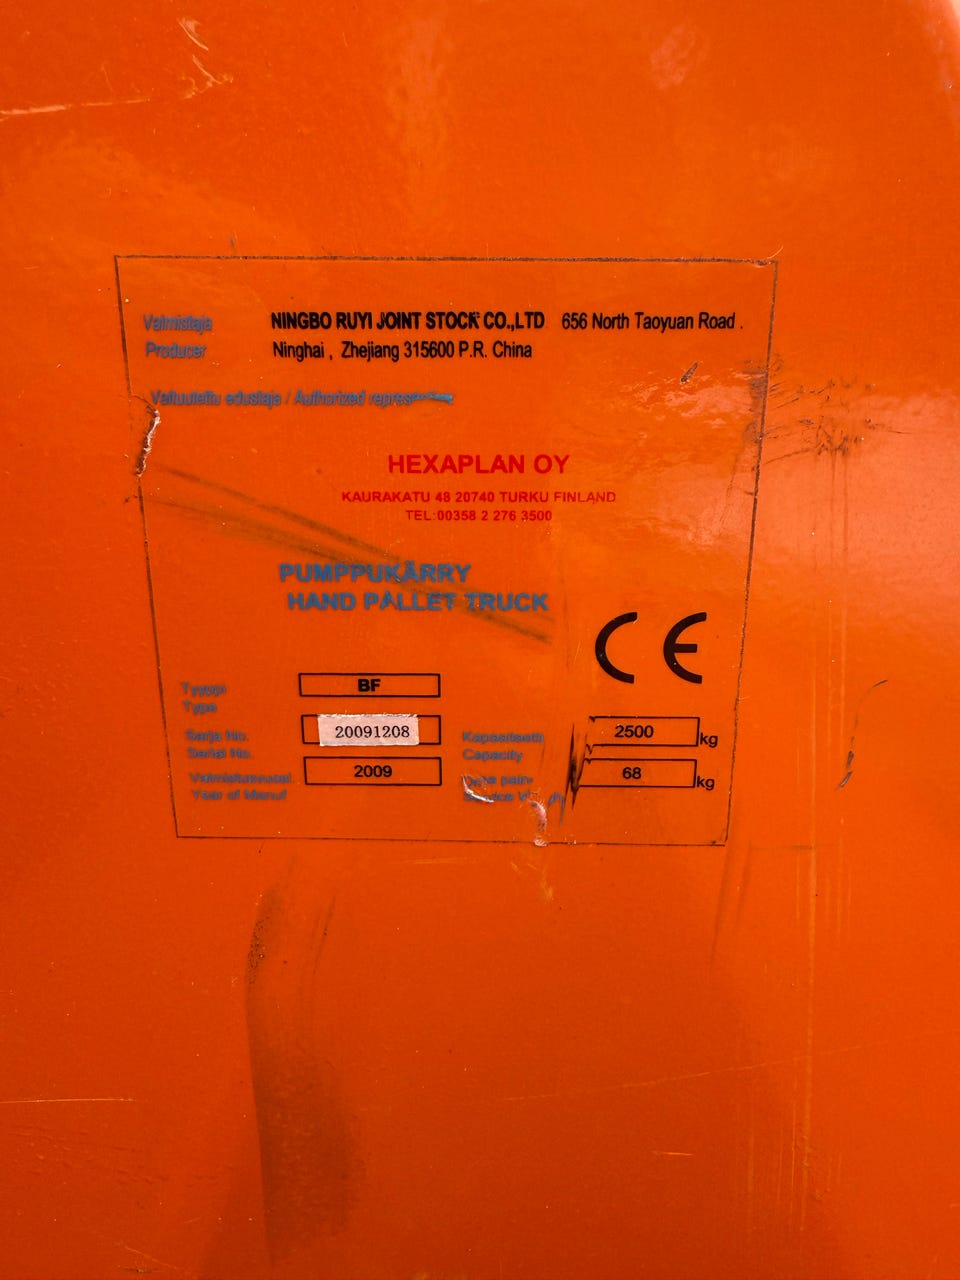 Valmistaja NINGBO RUYI JOINT STOCK CO.,LTD 656 North Taoyuan Road .
Producer Ninghai , Zhejiang 315600 P.R. China
Valtuutettu edustaja / Authorized representative
HEXAPLAN OY
KAURAKATU 48 20740 TURKU FINLAND
TEL:00358 2 276 3500
PUMPPUKÄRRY
HAND PALLET TRUCK
CE
Tyyppi BF
Type
Sarja No. 20091208 Kapasiteetti 2500 kg
Serial No. Capacity
Valmistusvuosi 2009 68 kg
Year of Manuf Service